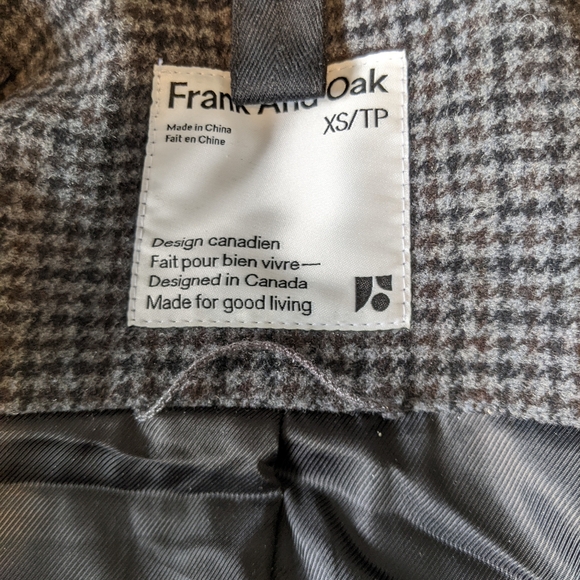 Frank And Oak
XS/TP
Made in China
Fait en Chine
Design canadien
Fait pour bien vivre—
Designed in Canada
Made for good living